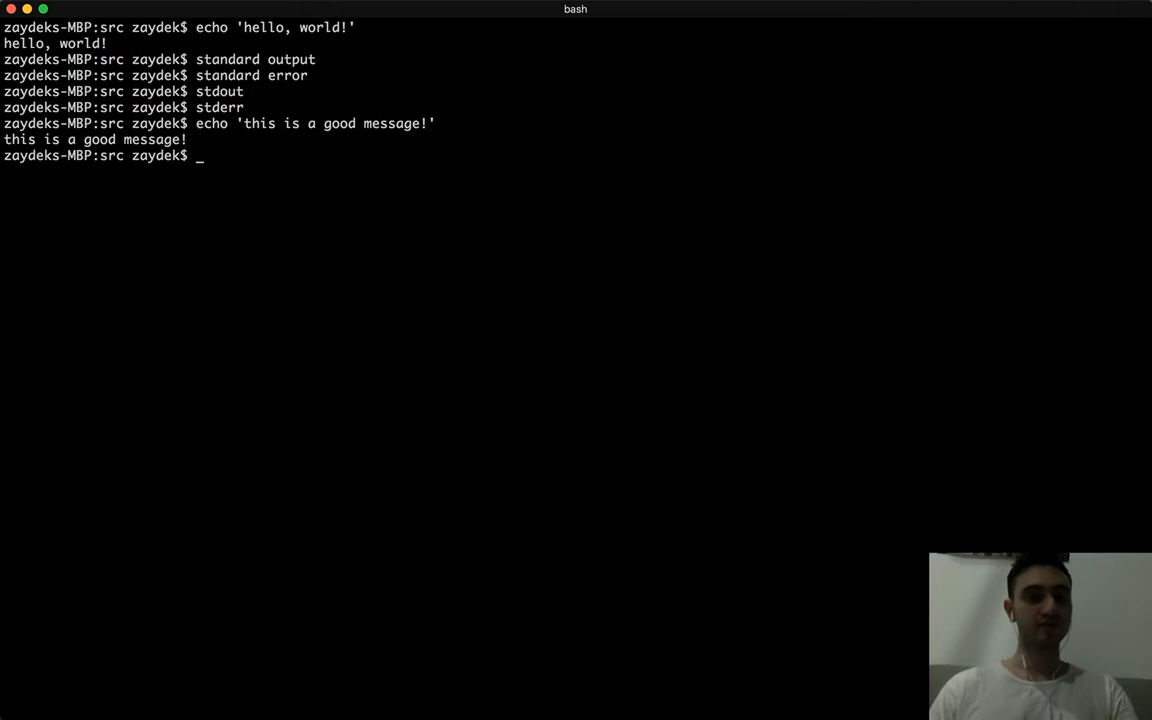 bash
zaydeks-MBP:src zaydek$ echo 'hello, world!'
hello, world!
zaydeks-MBP:src zaydek$ standard output
zaydeks-MBP:src zaydek$ standard error
zaydeks-MBP:src zaydek$ stdout
zaydeks-MBP:src zaydek$ stderr
zaydeks-MBP:src zaydek$ echo 'this is a good message!'
this is a good message!
zaydeks-MBP:src zaydek$ _